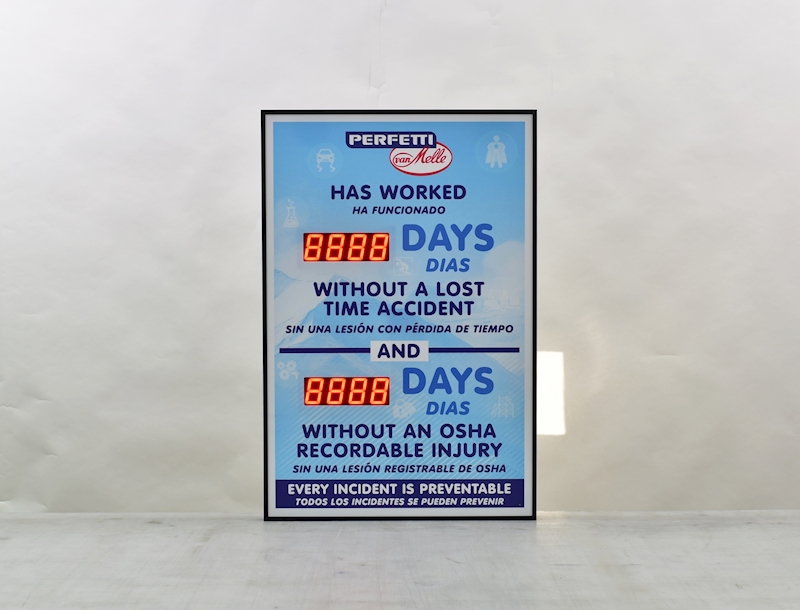 PERFETTI
van Melle
HAS WORKED
HA FUNCIONADO
8888 DAYS
DIAS
WITHOUT A LOST
TIME ACCIDENT
SIN UNA LESIÓN CON PÉRDIDA DE TIEMPO
AND
8888 DAYS
DIAS
WITHOUT AN OSHA
RECORDABLE INJURY
SIN UNA LESIÓN REGISTRABLE DE OSHA
EVERY INCIDENT IS PREVENTABLE
TODOS LOS INCIDENTES SE PUEDEN PREVENIR